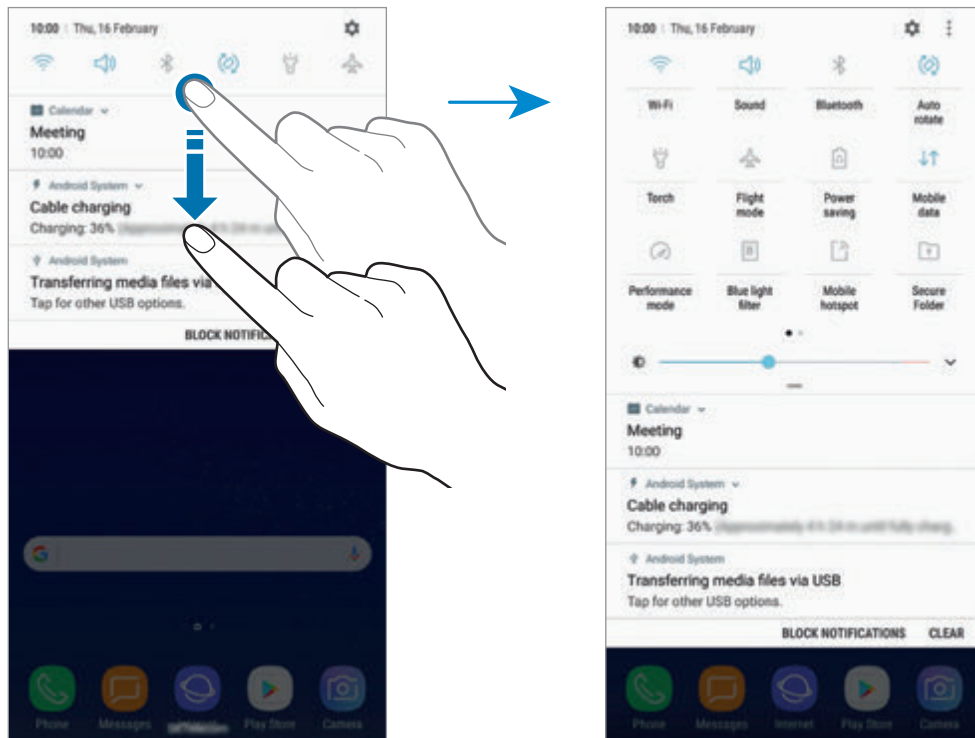 10:00 | Thu, 16 February
Calendar
Meeting
10:00
Android System
Cable charging
Charging: 36%
Android System
Transferring media files via
Tap for other USB options.
BLOCK NOTIFIC
Phone
Messages
Play Store
Camera
10:00 | Thu, 16 February
Wi-Fi Sound Bluetooth Auto rotate
Torch Flight mode Power saving Mobile data
Performance mode Blue light filter Mobile hotspot Secure Folder
Calendar
Meeting
10:00
Android System
Cable charging
Charging: 36%
Android System
Transferring media files via USB
Tap for other USB options.
BLOCK NOTIFICATIONS CLEAR
Phone Messages Internet Play Store Camera